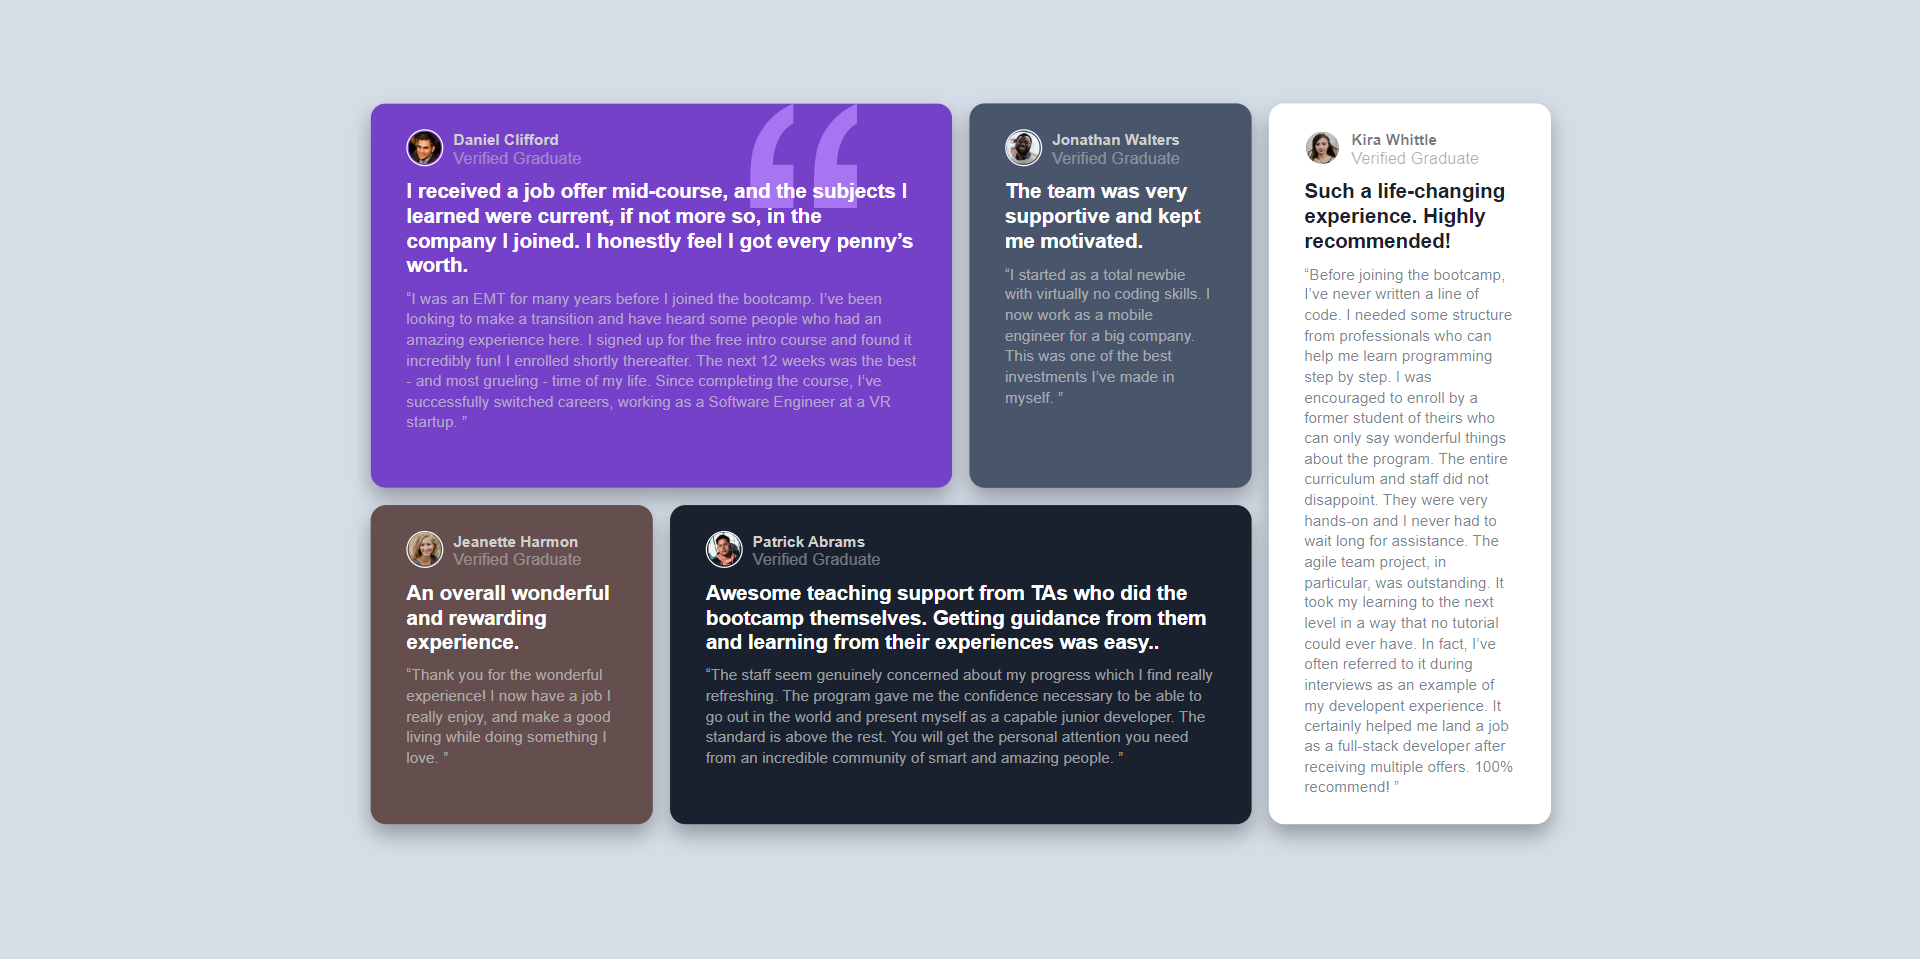 Daniel Clifford
Verified Graduate
I received a job offer mid-course, and the subjects I
learned were current, if not more so, in the
company I joined. I honestly feel I got every penny’s
worth.
“I was an EMT for many years before I joined the bootcamp. I’ve been
looking to make a transition and have heard some people who had an
amazing experience here. I signed up for the free intro course and found it
incredibly fun! I enrolled shortly thereafter. The next 12 weeks was the best
- and most grueling - time of my life. Since completing the course, I’ve
successfully switched careers, working as a Software Engineer at a VR
startup. ”
Jonathan Walters
Verified Graduate
The team was very
supportive and kept
me motivated.
“I started as a total newbie
with virtually no coding skills. I
now work as a mobile
engineer for a big company.
This was one of the best
investments I’ve made in
myself. ”
Kira Whittle
Verified Graduate
Such a life-changing
experience. Highly
recommended!
“Before joining the bootcamp,
I’ve never written a line of
code. I needed some structure
from professionals who can
help me learn programming
step by step. I was
encouraged to enroll by a
former student of theirs who
can only say wonderful things
about the program. The entire
curriculum and staff did not
disappoint. They were very
hands-on and I never had to
wait long for assistance. The
agile team project, in
particular, was outstanding. It
took my learning to the next
level in a way that no tutorial
could ever have. In fact, I’ve
often referred to it during
interviews as an example of
my developent experience. It
certainly helped me land a job
as a full-stack developer after
receiving multiple offers. 100%
recommend! ”
Jeanette Harmon
Verified Graduate
An overall wonderful
and rewarding
experience.
“Thank you for the wonderful
experience! I now have a job I
really enjoy, and make a good
living while doing something I
love. ”
Patrick Abrams
Verified Graduate
Awesome teaching support from TAs who did the
bootcamp themselves. Getting guidance from them
and learning from their experiences was easy..
“The staff seem genuinely concerned about my progress which I find really
refreshing. The program gave me the confidence necessary to be able to
go out in the world and present myself as a capable junior developer. The
standard is above the rest. You will get the personal attention you need
from an incredible community of smart and amazing people. ”